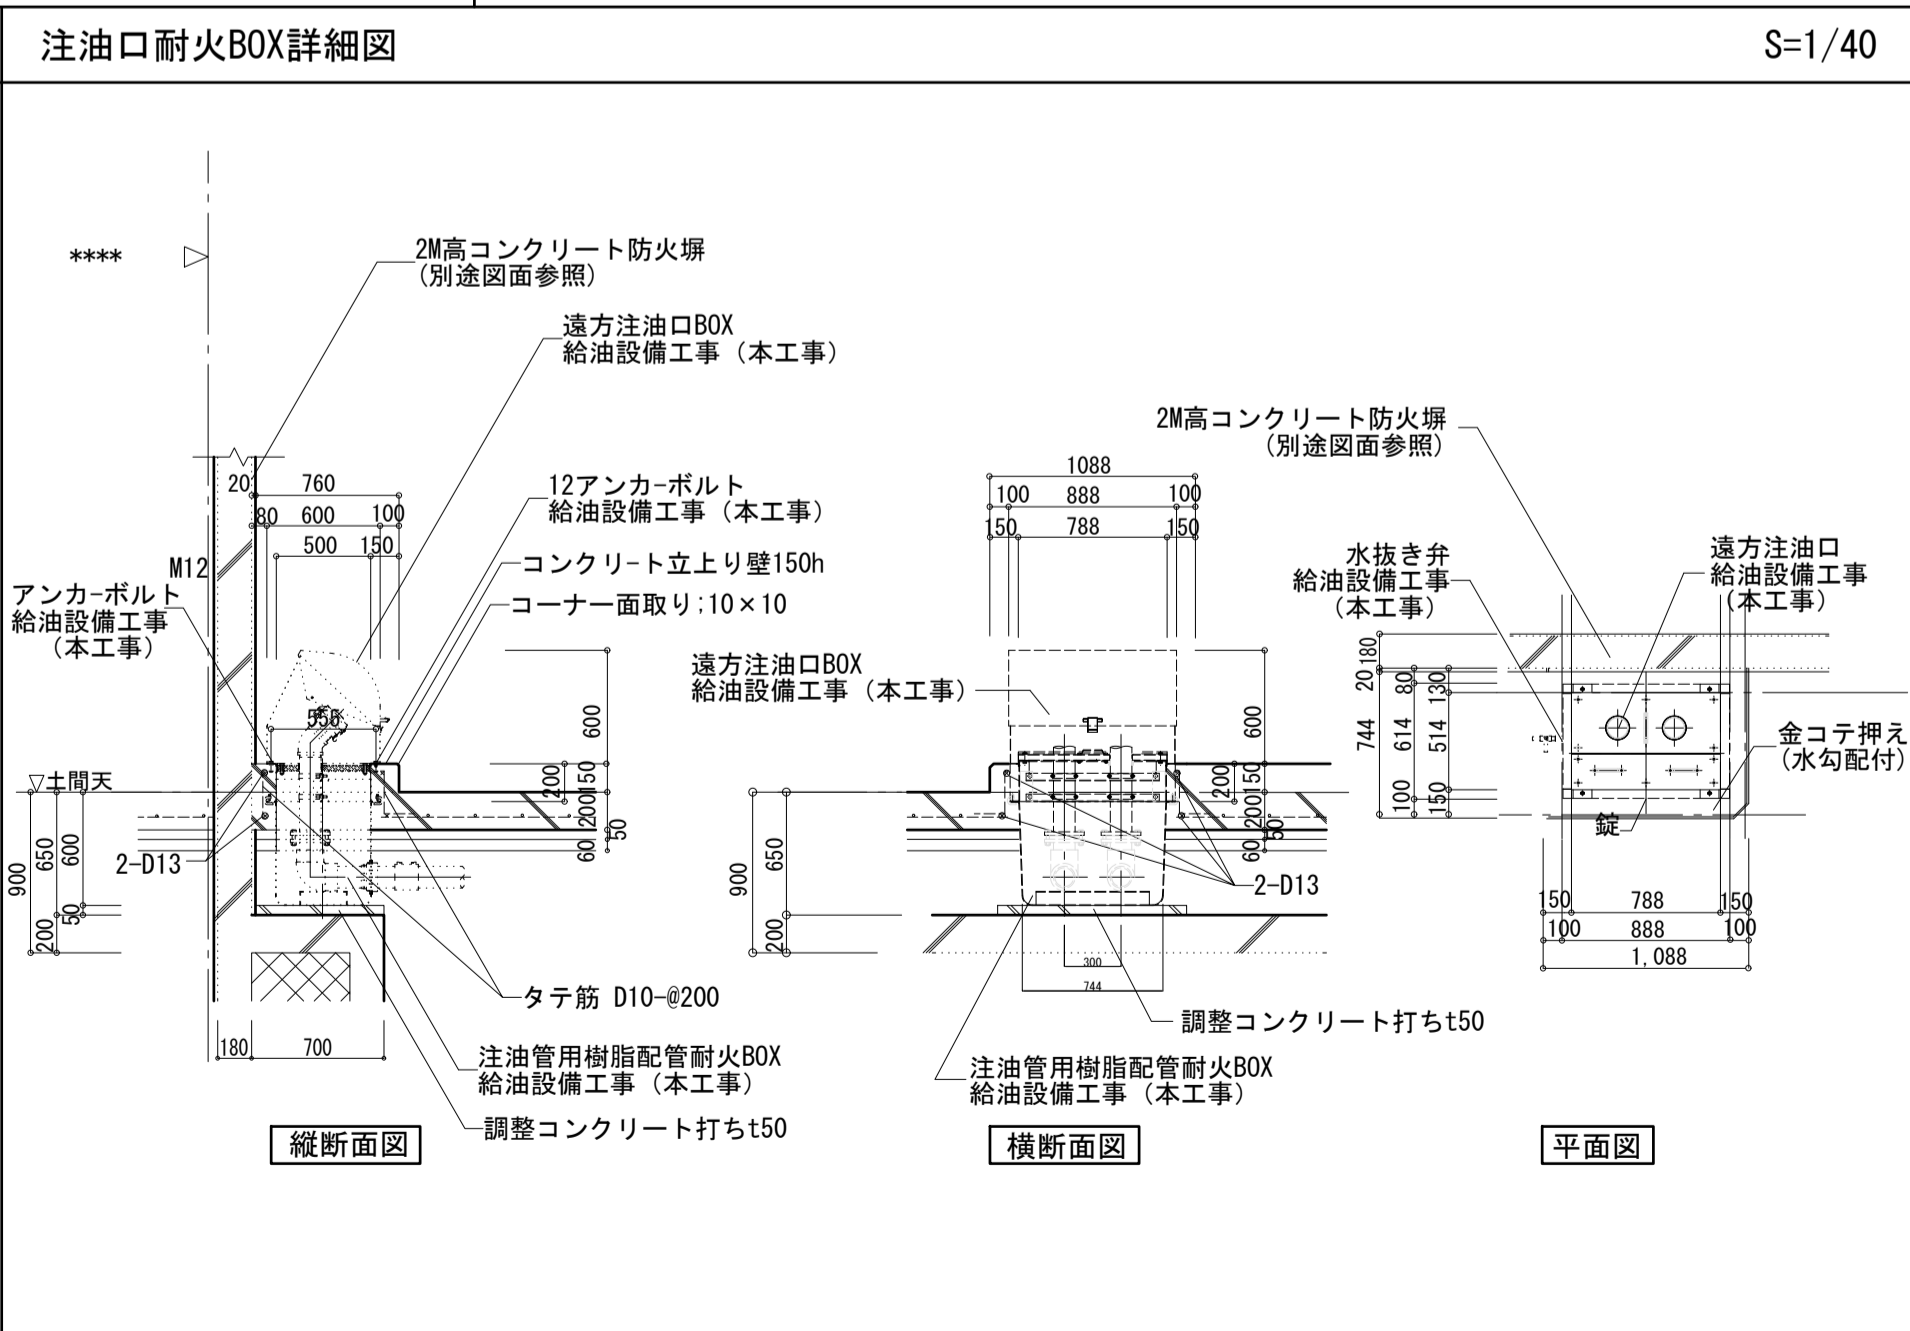 注油口耐火BOX詳細図
S=1/40
****
2M高コンクリート防火塀
(別途図面参照)
遠方注油口BOX
給油設備工事（本工事）
12アンカーボルト
給油設備工事（本工事）
コンクリート立上り壁150h
コーナー面取り;10×10
M12
アンカーボルト
給油設備工事
（本工事）
20
760
80
600
100
500
150
556
▽土間天
600
200
150
200
60
50
900
650
600
50
200
2-D13
180
700
タテ筋 D10-@200
注油管用樹脂配管耐火BOX
給油設備工事（本工事）
調整コンクリート打ちt50
縦断面図
1088
100
888
100
150
788
150
遠方注油口BOX
給油設備工事（本工事）
600
200
150
200
60
50
900
650
200
2-D13
300
744
調整コンクリート打ちt50
注油管用樹脂配管耐火BOX
給油設備工事（本工事）
横断面図
2M高コンクリート防火塀
(別途図面参照)
水抜き弁
給油設備工事
（本工事）
遠方注油口
給油設備工事
（本工事）
180
20
80
130
744
614
514
100
150
金コテ押え
(水勾配付)
錠
150
788
150
100
888
100
1,088
平面図